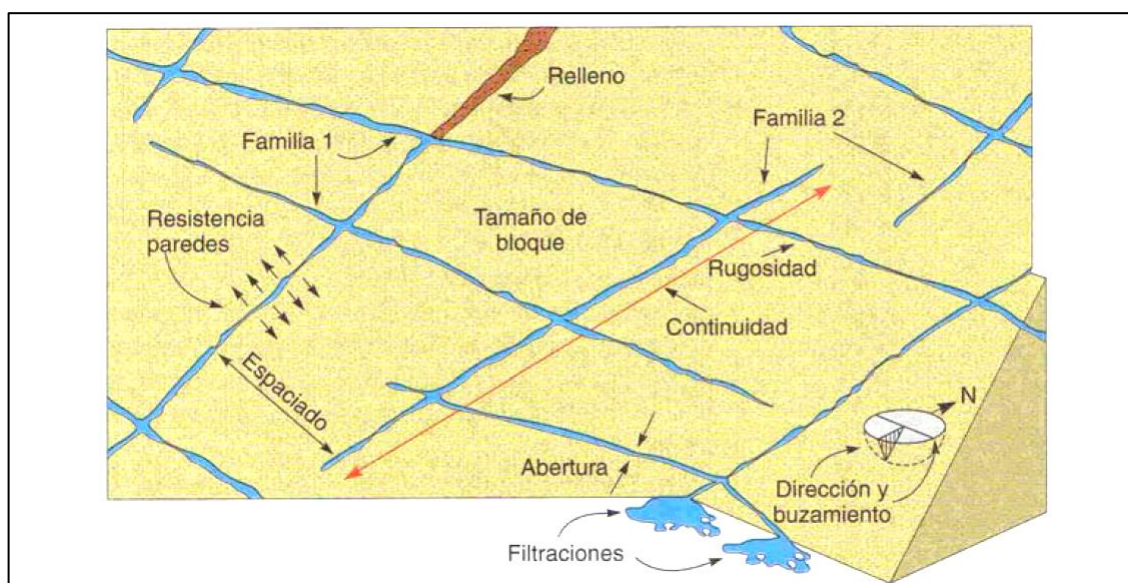 Relleno
Familia 1
Familia 2
Resistencia
paredes
Tamaño de
bloque
Rugosidad
Continuidad
Espaciado
N
Abertura
Dirección y
buzamiento
Filtraciones